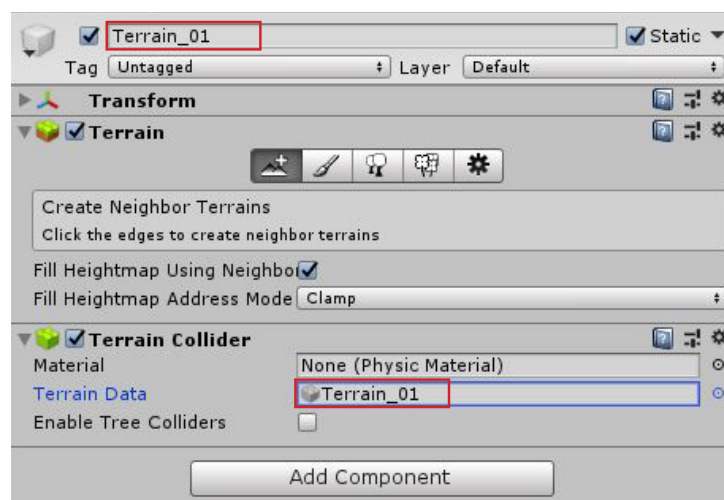 Terrain_01 Static
Tag Untagged Layer Default
Transform
Terrain
Create Neighbor Terrains
Click the edges to create neighbor terrains
Fill Heightmap Using Neighbo
Fill Heightmap Address Mode Clamp
Terrain Collider
Material None (Physic Material)
Terrain Data Terrain_01
Enable Tree Colliders
Add Component